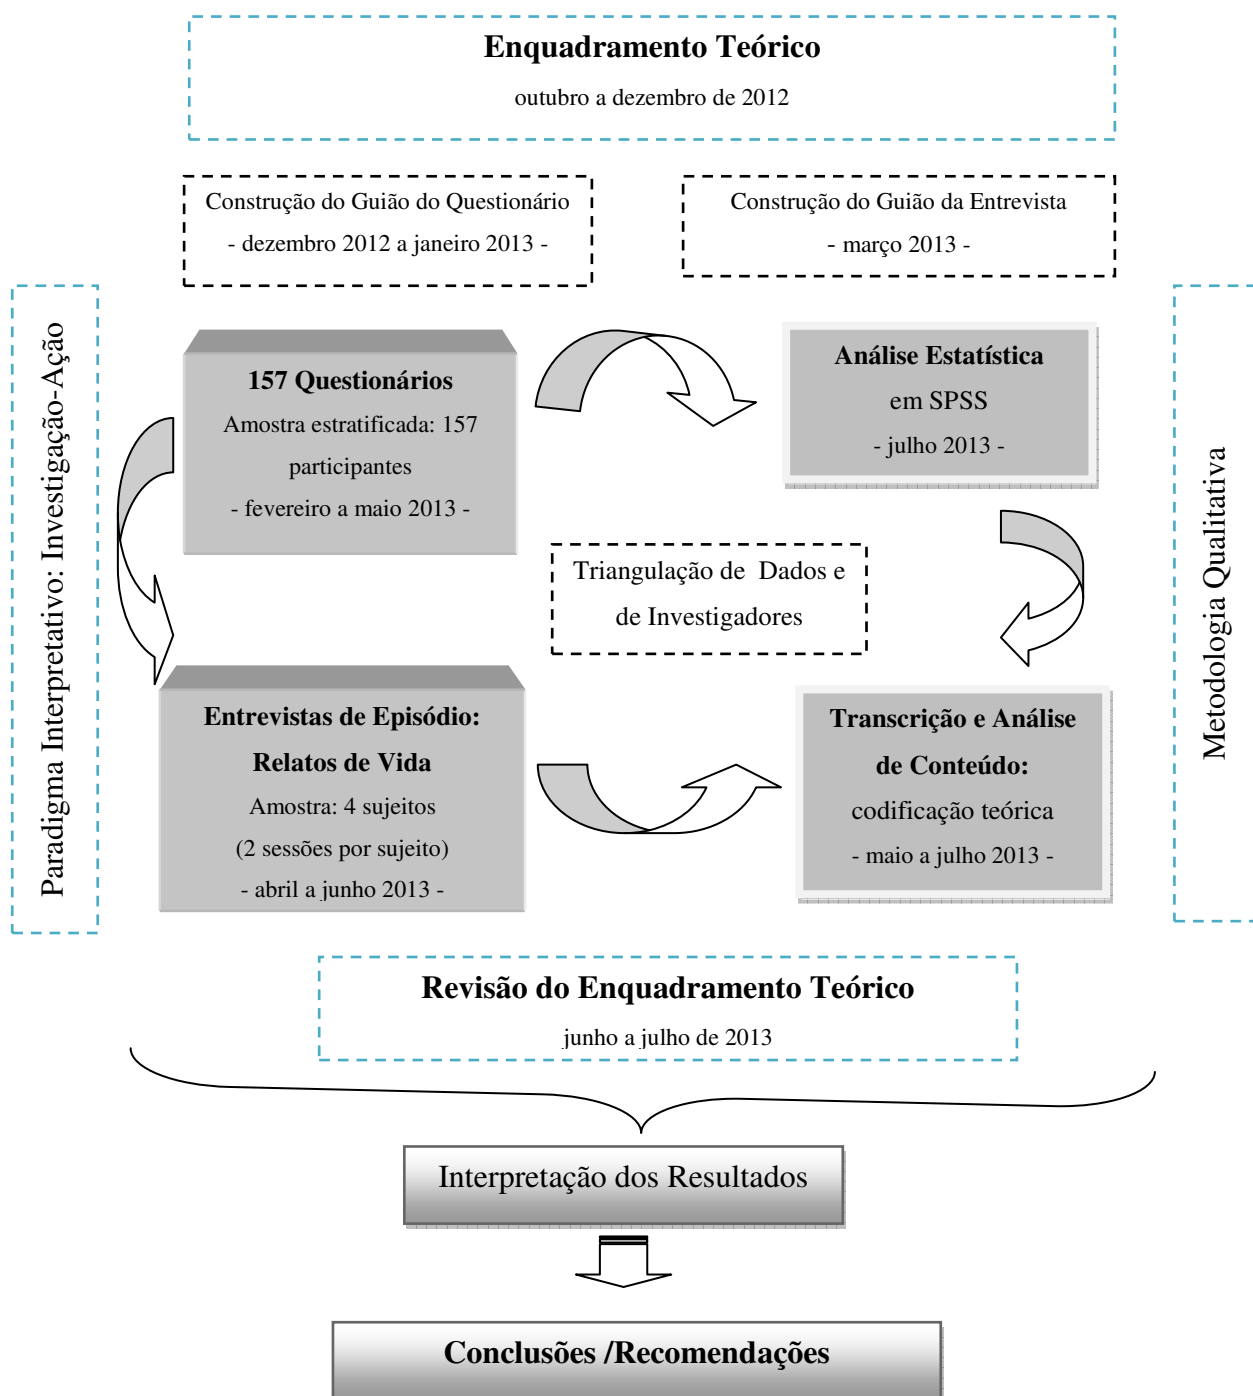 Enquadramento Teórico
outubro a dezembro de 2012
Construção do Guião do Questionário
- dezembro 2012 a janeiro 2013 -
Construção do Guião da Entrevista
- março 2013 -
Paradigma Interpretativo: Investigação-Ação
157 Questionários
Amostra estratificada: 157
participantes
- fevereiro a maio 2013 -
Análise Estatística
em SPSS
- julho 2013 -
Metodologia Qualitativa
Triangulação de Dados e
de Investigadores
Entrevistas de Episódio:
Relatos de Vida
Amostra: 4 sujeitos
(2 sessões por sujeito)
- abril a junho 2013 -
Transcrição e Análise
de Conteúdo:
codificação teórica
- maio a julho 2013 -
Revisão do Enquadramento Teórico
junho a julho de 2013
Interpretação dos Resultados
Conclusões /Recomendações